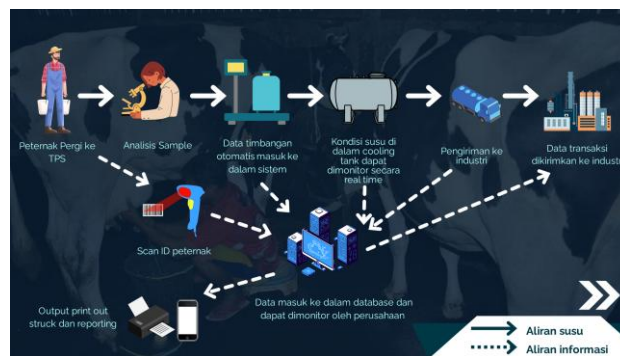 Peternak Pergi ke
TPS
Analisis Sample
Data timbangan
otomatis masuk ke
dalam sistem
Kondisi susu di
dalam cooling
tank dapat
dimonitor secara
real time
Pengiriman ke
industri
Data transaksi
dikirimkan ke industri
Scan ID peternak
Output print out
struck dan reporting
Data masuk ke dalam database dan
dapat dimonitor oleh perusahaan
Aliran susu
Aliran informasi